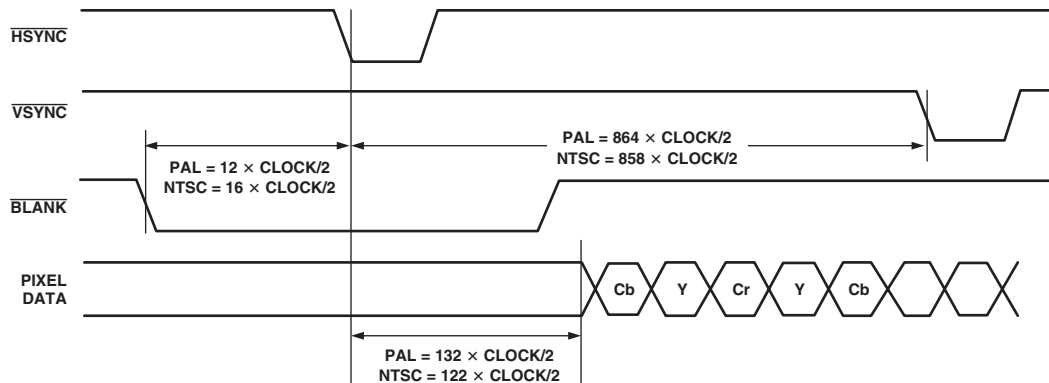 HSYNC
VSYNC
PAL = 864 × CLOCK/2
NTSC = 858 × CLOCK/2
PAL = 12 × CLOCK/2
NTSC = 16 × CLOCK/2
BLANK
PIXEL
DATA
Cb Y Cr Y Cb
PAL = 132 × CLOCK/2
NTSC = 122 × CLOCK/2